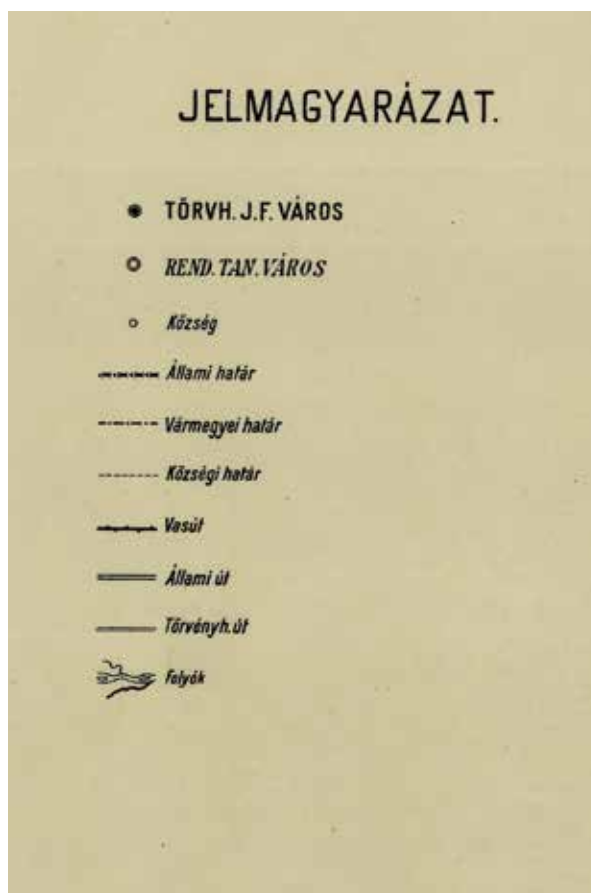 JELMAGYARÁZAT.
TÖRVH. J.F. VÁROS
REND. TAN. VÁROS
Község
Állami határ
Vármegyei határ
Községi határ
Vasút
Állami út
Törvényh. út
Folyók